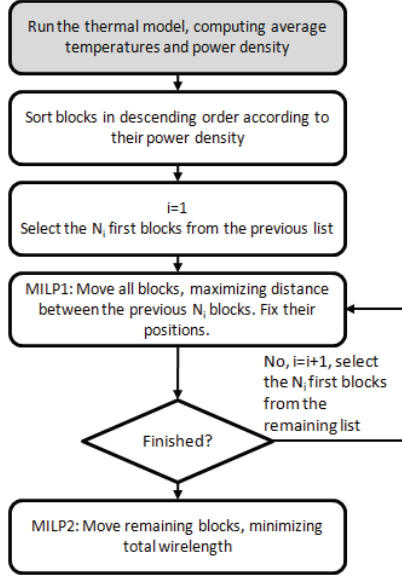 Run the thermal model, computing average
temperatures and power density
Sort blocks in descending order according to
their power density
i=1
Select the Ni first blocks from the previous list
MILP1: Move all blocks, maximizing distance
between the previous Ni blocks. Fix their
positions.
No, i=i+1, select
the Ni first blocks
from the
remaining list
Finished?
MILP2: Move remaining blocks, minimizing
total wirelength